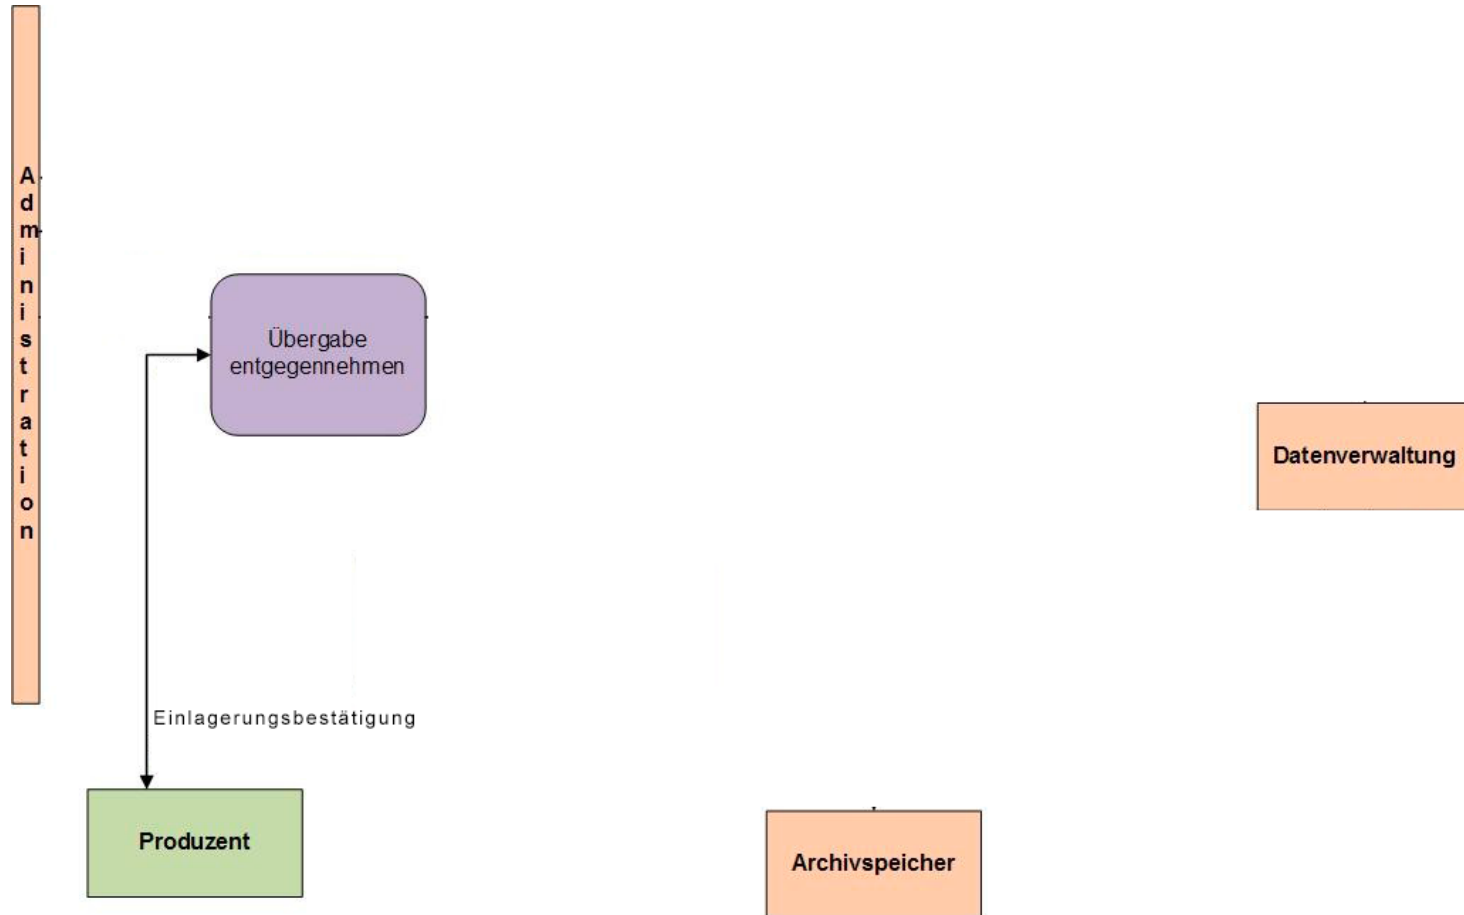 Administration
Übergabe
entgegennehmen
Datenverwaltung
Einlagerungsbestätigung
Produzent
Archivspeicher